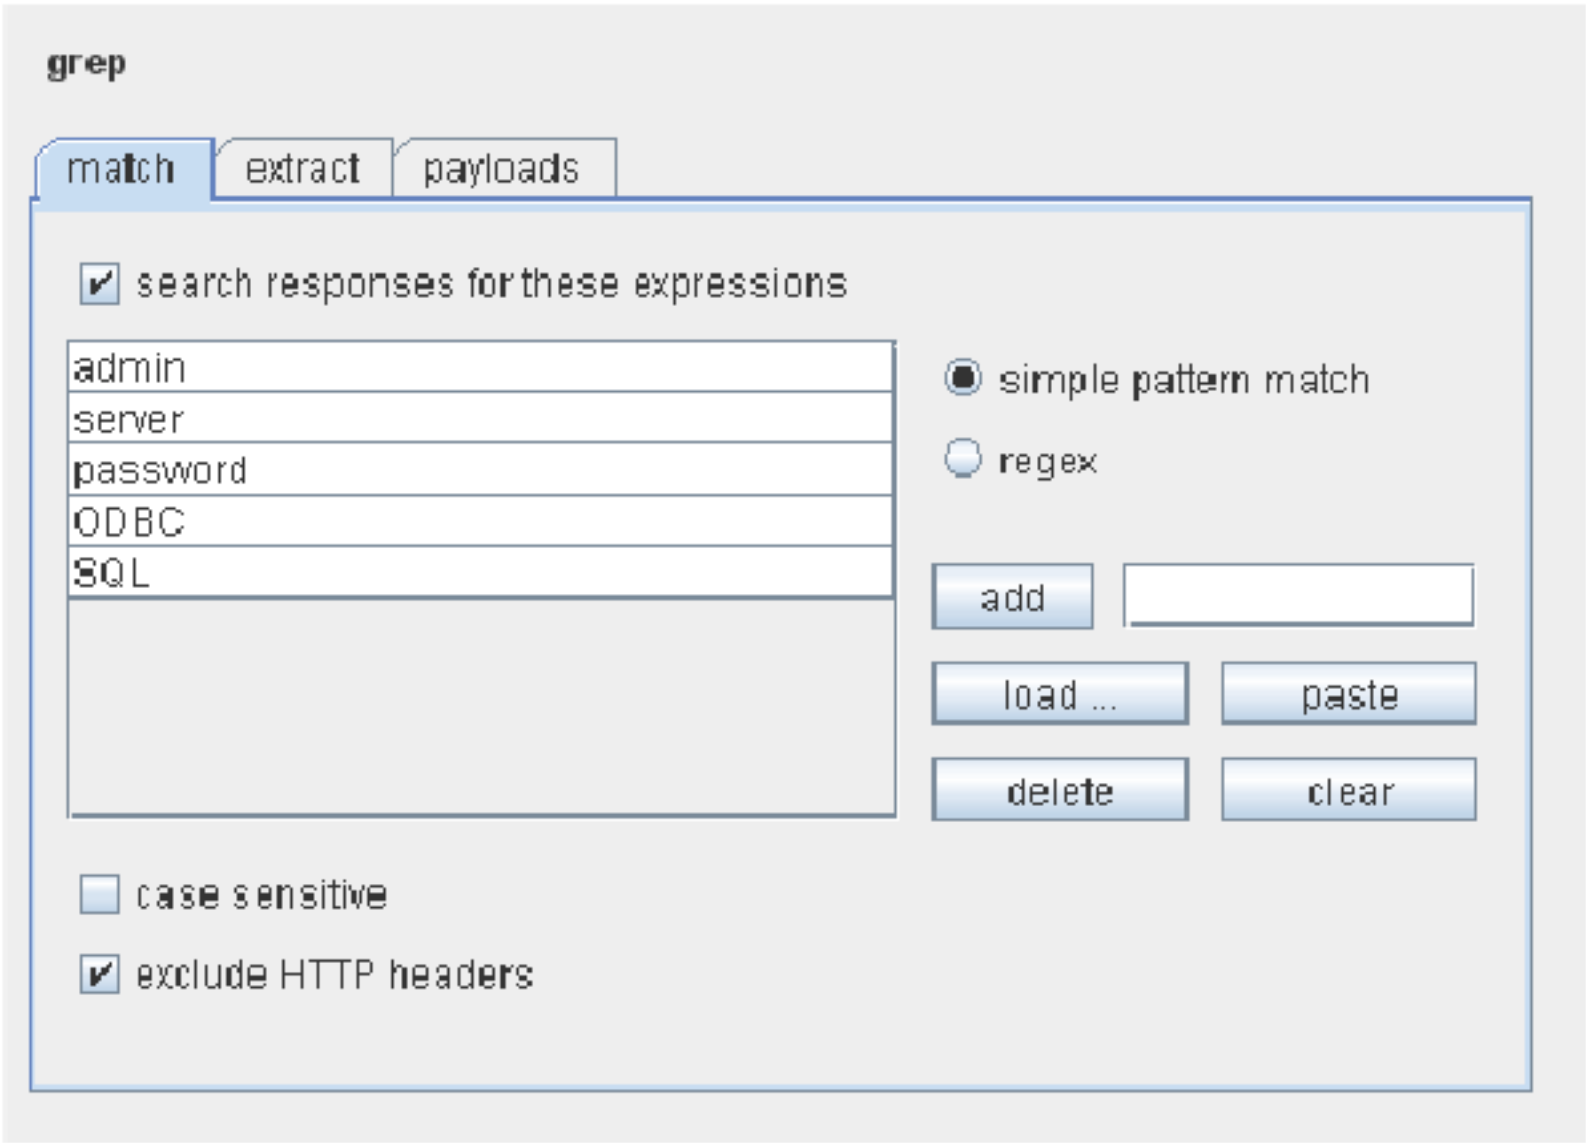 grep
match extract payloads
search responses for these expressions
admin
server
password
ODBC
SQL
simple pattern match
regex
add
load ... paste
delete clear
case sensitive
exclude HTTP headers